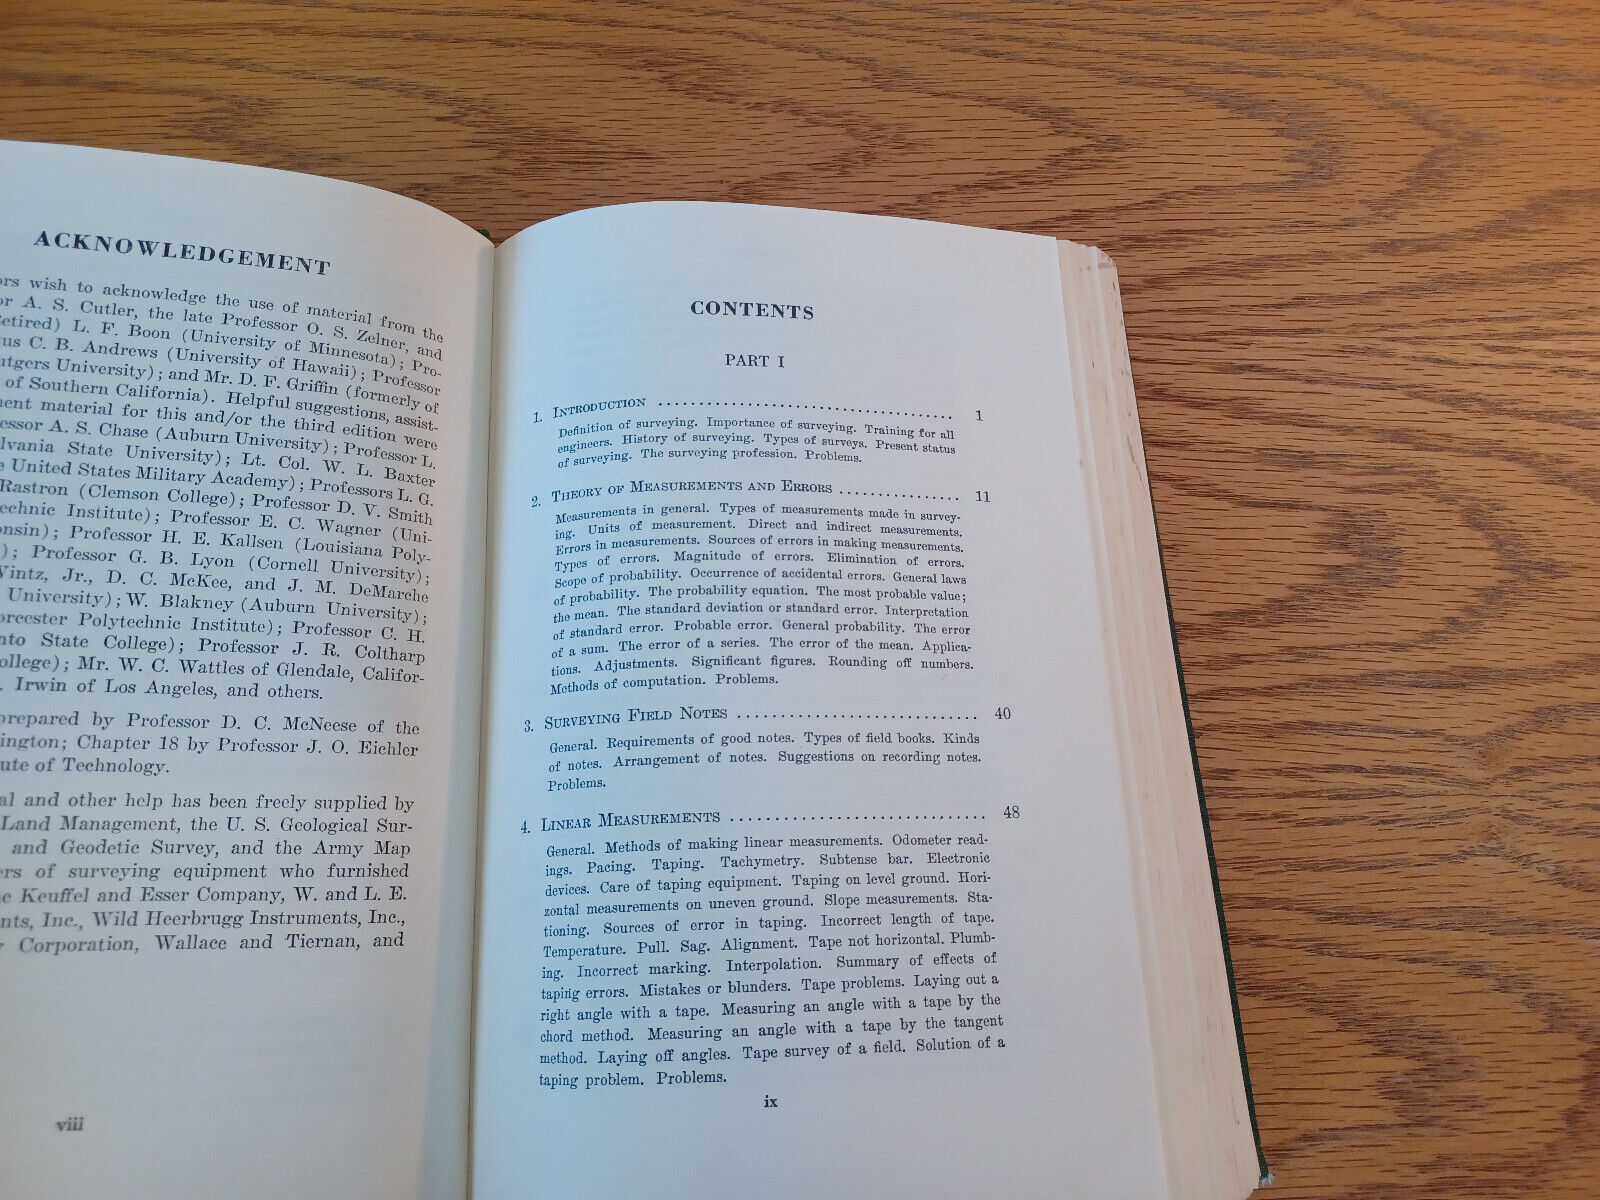 ACKNOWLEDGEMENT
wish to acknowledge the use of material from the
A. S. Cutler, the late Professor O. S. Zelner, and
L. F. Boon (University of Minnesota); Pro-
C. B. Andrews (University of Hawaii); Professor
University); and Mr. D. F. Griffin (formerly of
of Southern California). Helpful suggestions, assist-
material for this and/or the third edition were
A. S. Chase (Auburn University); Professor L.
State University); Lt. Col. W. L. Baxter
United States Military Academy); Professors L. G.
Rastron (Clemson College); Professor D. V. Smith
Institute); Professor E. C. Wagner (Uni-
Professor H. E. Kallsen (Louisiana Poly-
); Professor G. B. Lyon (Cornell University);
Jr., D. C. McKee, and J. M. DeMarche
University); W. Blakney (Auburn University);
Polytechnic Institute); Professor C. H.
State College); Professor J. R. Coltharp
Mr. W. C. Wattles of Glendale, Califor-
Irwin of Los Angeles, and others.
prepared by Professor D. C. McNeese of the
Chapter 18 by Professor J. O. Eichler
of Technology.
and other help has been freely supplied by
Land Management, the U. S. Geological Sur-
and Geodetic Survey, and the Army Map
of surveying equipment who furnished
Keuffel and Esser Company, W. and L. E.
Inc., Wild Heerbrugg Instruments, Inc.,
Corporation, Wallace and Tiernan, and
viii
CONTENTS
PART I
1. INTRODUCTION .................................... 1
Definition of surveying. Importance of surveying. Training for all
engineers. History of surveying. Types of surveys. Present status
of surveying. The surveying profession. Problems.
2. THEORY OF MEASUREMENTS AND ERRORS ............... 11
Measurements in general. Types of measurements made in survey-
ing. Units of measurement. Direct and indirect measurements.
Errors in measurements. Sources of errors in making measurements.
Types of errors. Magnitude of errors. Elimination of errors.
Scope of probability. Occurrence of accidental errors. General laws
of probability. The probability equation. The most probable value;
the mean. The standard deviation or standard error. Interpretation
of standard error. Probable error. General probability. The error
of a sum. The error of a series. The error of the mean. Applica-
tions. Adjustments. Significant figures. Rounding off numbers.
Methods of computation. Problems.
3. SURVEYING FIELD NOTES ............................ 40
General. Requirements of good notes. Types of field books. Kinds
of notes. Arrangement of notes. Suggestions on recording notes.
Problems.
4. LINEAR MEASUREMENTS .............................. 48
General. Methods of making linear measurements. Odometer read-
ings. Pacing. Taping. Tachymetry. Subtense bar. Electronic
devices. Care of taping equipment. Taping on level ground. Hori-
zontal measurements on uneven ground. Slope measurements. Sta-
tioning. Sources of error in taping. Incorrect length of tape.
Temperature. Pull. Sag. Alignment. Tape not horizontal. Plumb-
ing. Incorrect marking. Interpolation. Summary of effects of
taping errors. Mistakes or blunders. Tape problems. Laying out a
right angle with a tape. Measuring an angle with a tape by the
chord method. Measuring an angle with a tape by the tangent
method. Laying off angles. Tape survey of a field. Solution of a
taping problem. Problems.
ix